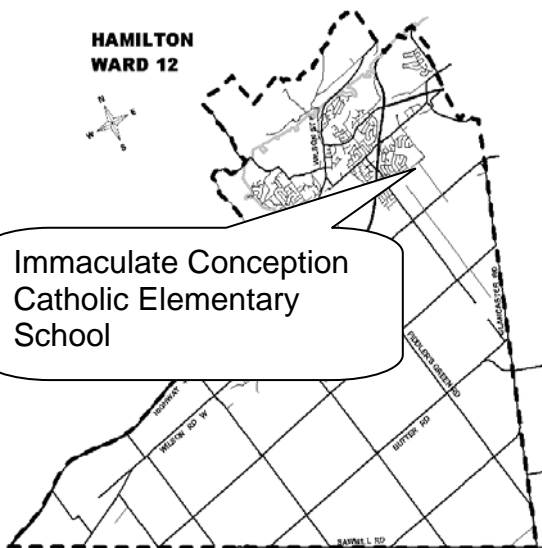 HAMILTON
WARD 12
N
E
W
S
WILSON ST E
Immaculate Conception
Catholic Elementary
School
GLANCASTER RD
FIDDLER'S GREEN RD
HIGHWAY
WILSON RD W
BUTTER RD
SAWMILL RD